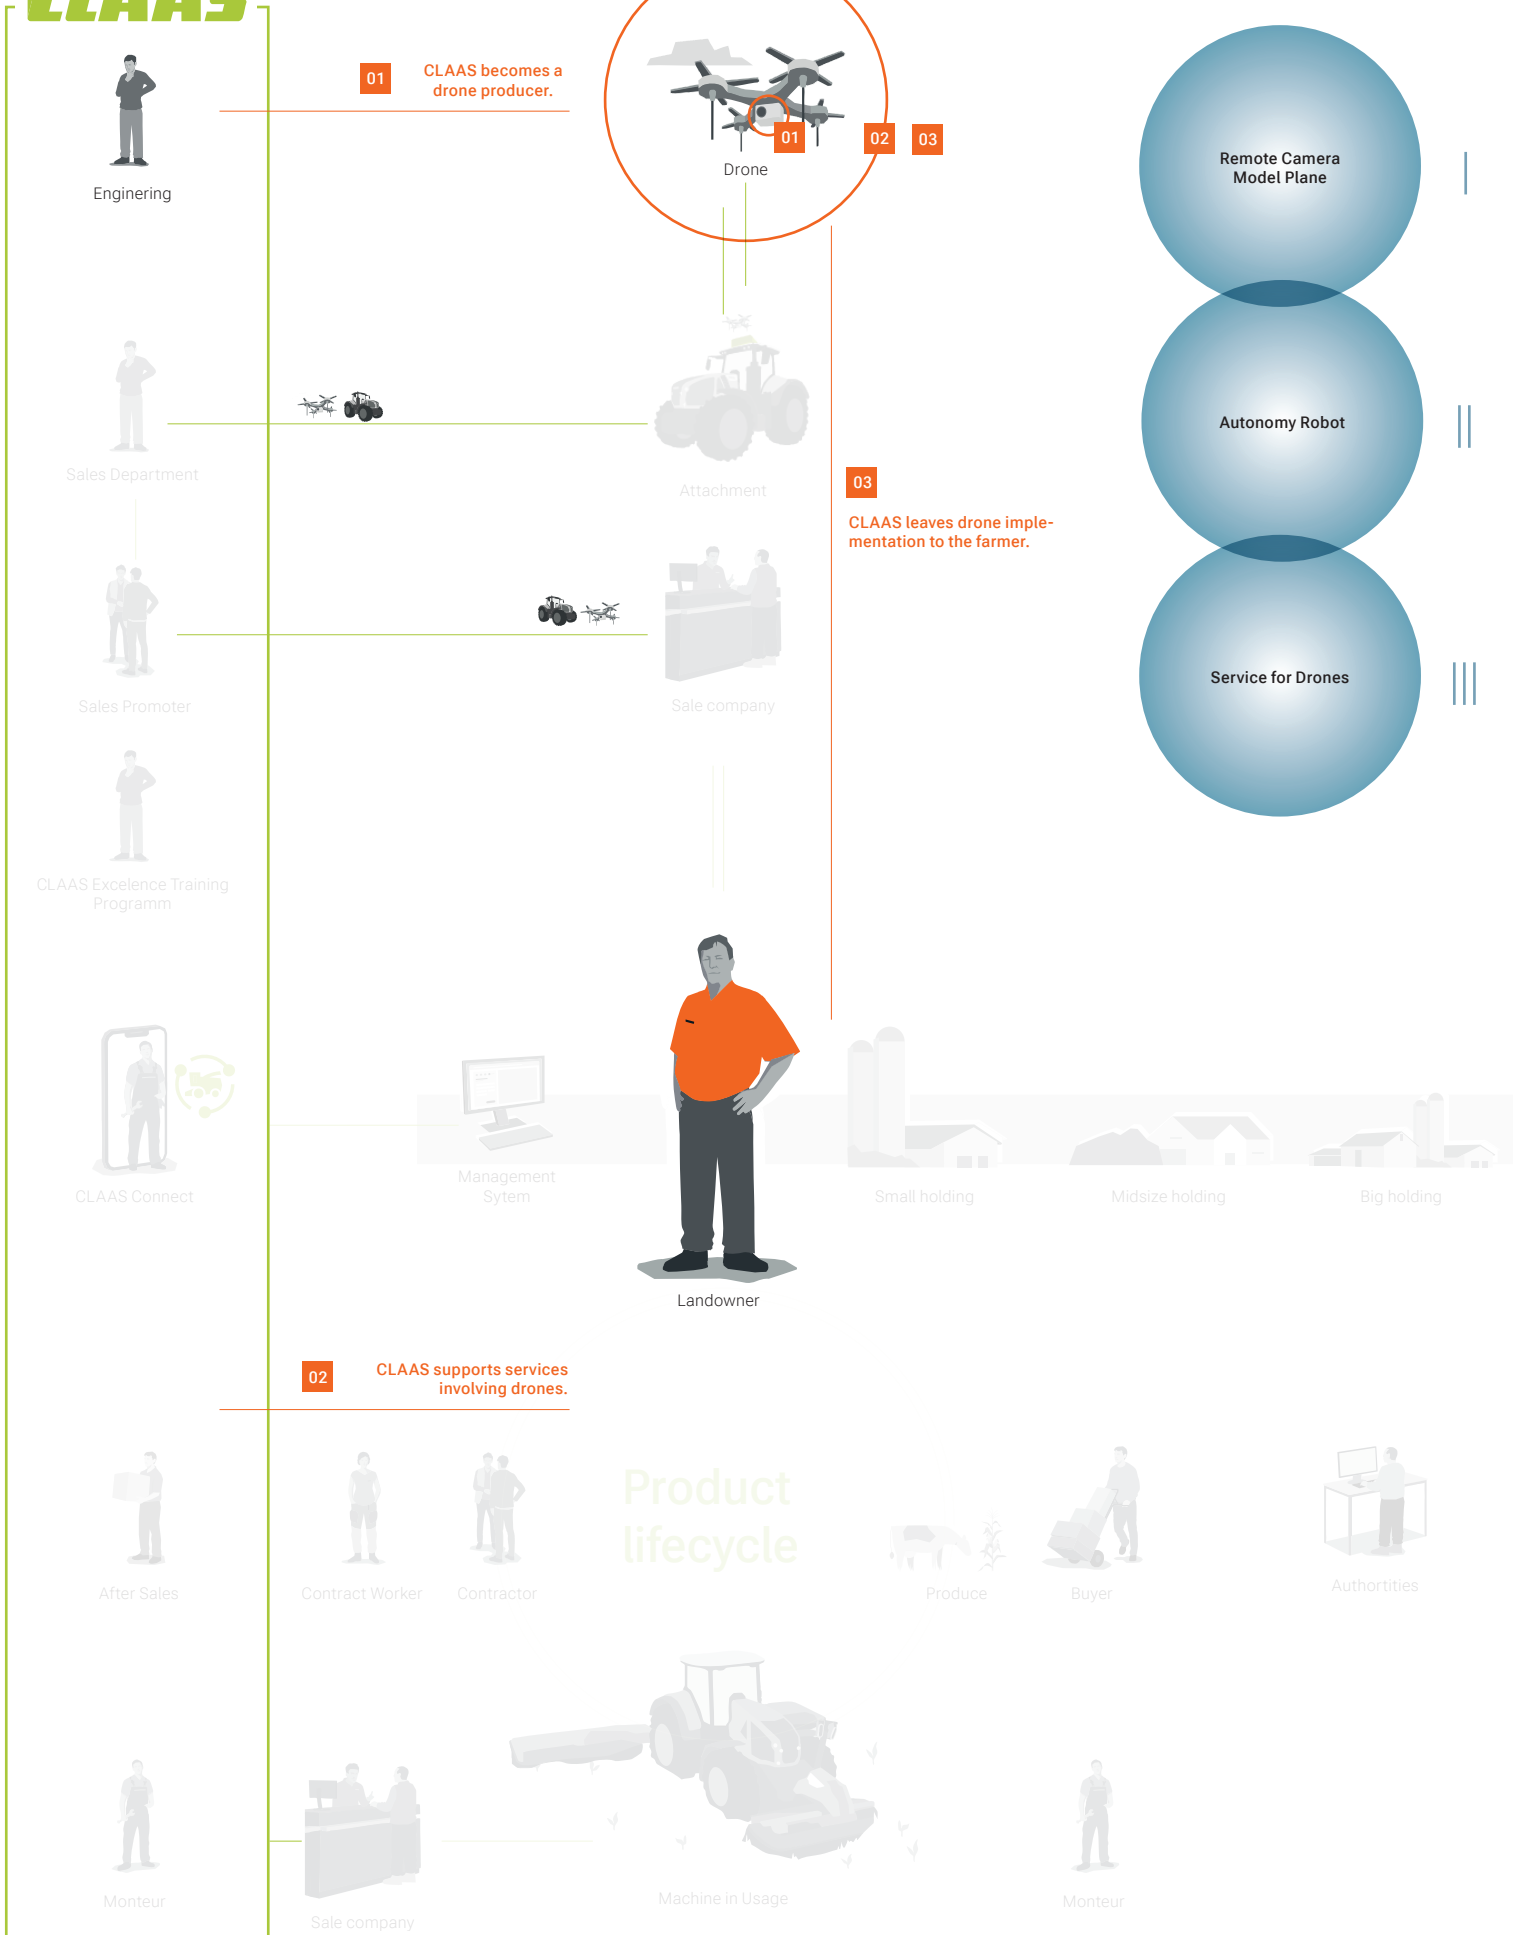 CLAAS
01
CLAAS becomes a
drone producer.
01
02
03
Drone
Enginering
Remote Camera
Model Plane
Autonomy Robot
Sales Department
Attachment
03
CLAAS leaves drone imple-
mentation to the farmer.
Service for Drones
Sales Promoter
Sale company
CLAAS Excelence Training
Programm
CLAAS Connect
Management
Sytem
Small holding
Midsize holding
Big holding
Landowner
02
CLAAS supports services
involving drones.
Product
lifecycle
After Sales
Contract Worker
Contractor
Produce
Buyer
Authortities
Monteur
Sale company
Machine in Usage
Monteur